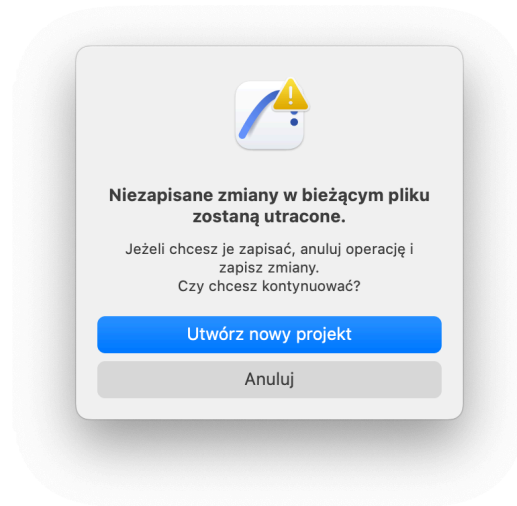 Niezapisane zmiany w bieżącym pliku
zostaną utracone.
Jeżeli chcesz je zapisać, anuluj operację i
zapisz zmiany.
Czy chcesz kontynuować?
Utwórz nowy projekt
Anuluj